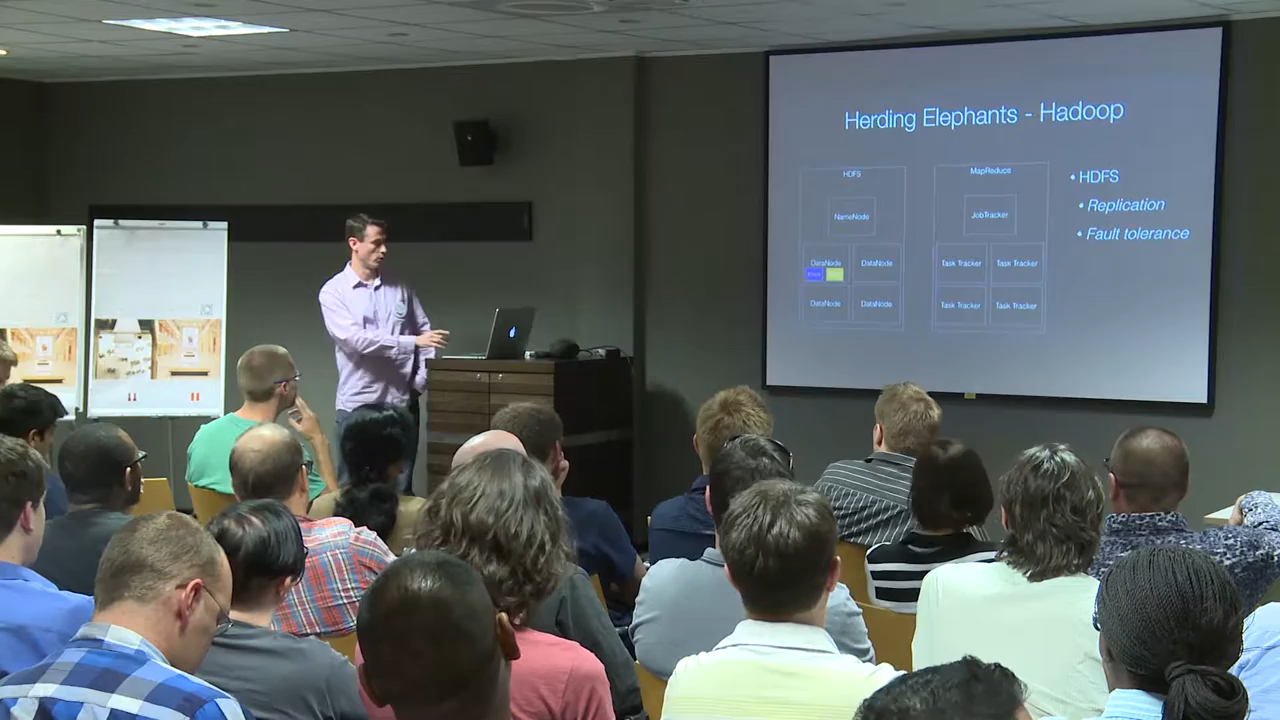 Herding Elephants - Hadoop
HDFS
NameNode
DataNode
DataNode
DataNode
DataNode
MapReduce
JobTracker
Task Tracker
Task Tracker
Task Tracker
Task Tracker
• HDFS
• Replication
• Fault tolerance